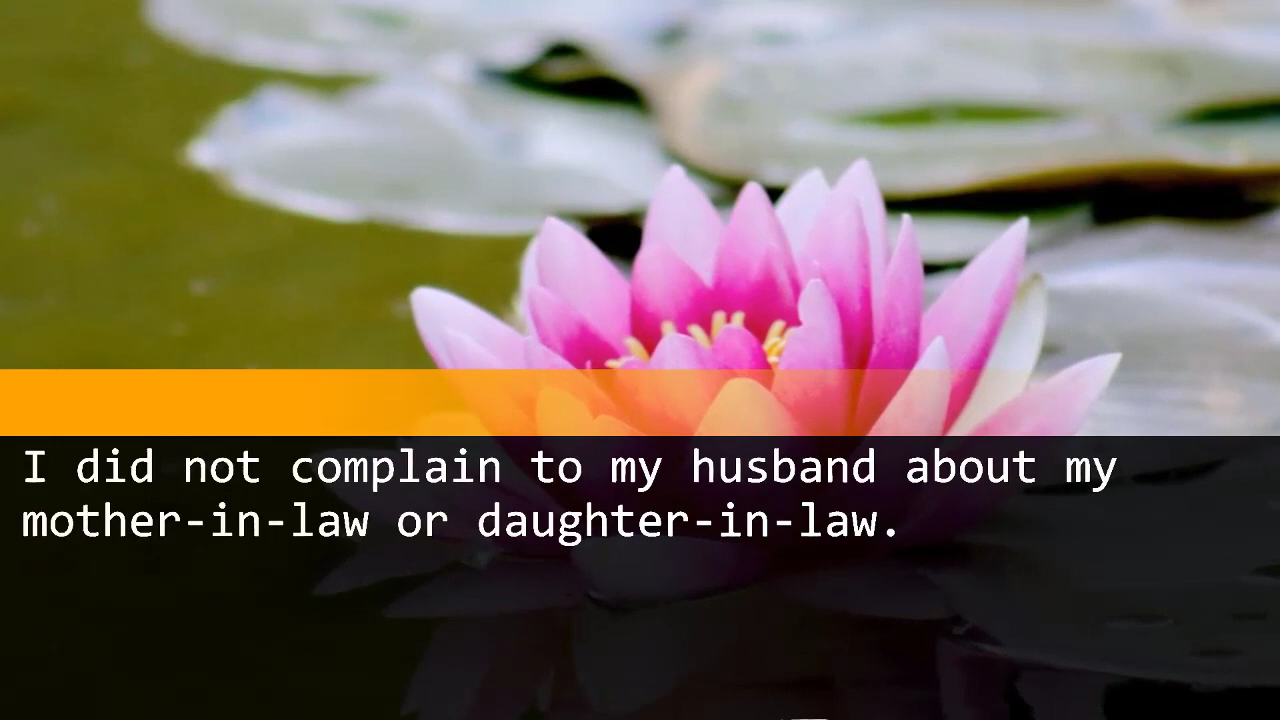 I did not complain to my husband about my
mother-in-law or daughter-in-law.